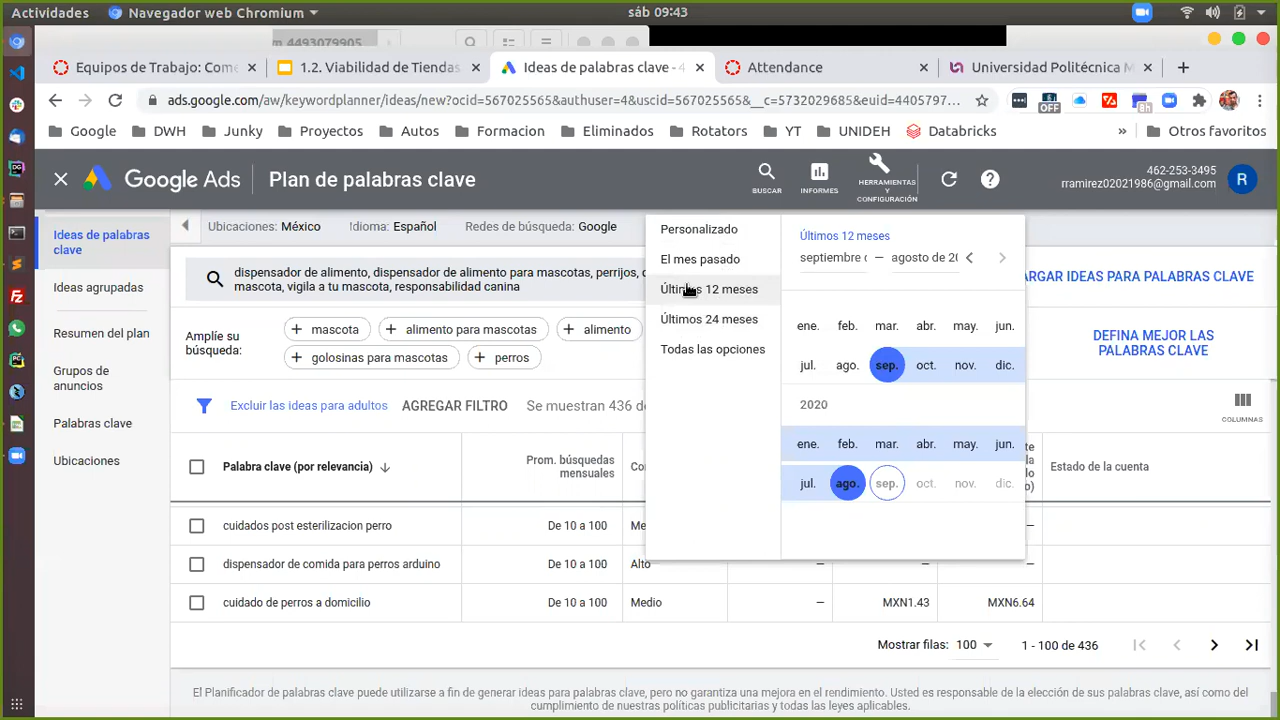 Actividades
Navegador web Chromium
sáb 09:43
4493079905
Equipos de Trabajo: Com
1.2. Viabilidad de Tiendas
Ideas de palabras clave - 4
Attendance
Universidad Politécnica M
ads.google.com/aw/keywordplanner/ideas/new?ocid=567025565&authuser=4&uscid=567025565&__c=5732029685&euid=4405797...
OFF
8h
Google
DWH
Junky
Proyectos
Autos
Formacion
Eliminados
Rotators
YT
UNIDEH
Databricks
»
Otros favoritos
Google Ads
Plan de palabras clave
BUSCAR
INFORMES
HERRAMIENTAS
Y
CONFIGURACIÓN
462-253-3495
rramirez02021986@gmail.com
R
Ideas de palabras
clave
Ideas agrupadas
Resumen del plan
Grupos de
anuncios
Palabras clave
Ubicaciones
Ubicaciones: México
Idioma: Español
Redes de búsqueda: Google
dispensador de alimento, dispensador de alimento para mascotas, perrijos,
mascota, vigila a tu mascota, responsabilidad canina
ARGAR IDEAS PARA PALABRAS CLAVE
Amplíe su
búsqueda:
+ mascota
+ alimento para mascotas
+ alimento
+ golosinas para mascotas
+ perros
DEFINA MEJOR LAS
PALABRAS CLAVE
Excluir las ideas para adultos
AGREGAR FILTRO
Se muestran 436 de
COLUMNAS
Personalizado
El mes pasado
Últimos 12 meses
Últimos 24 meses
Todas las opciones
Últimos 12 meses
septiembre
—
agosto de 20
ene. feb. mar. abr. may. jun.
jul. ago. sep. oct. nov. dic.
2020
ene. feb. mar. abr. may. jun.
jul. ago. sep. oct. nov. dic.
Palabra clave (por relevancia)
Prom. búsquedas
mensuales
Estado de la cuenta
cuidados post esterilizacion perro
De 10 a 100
Me
—
dispensador de comida para perros arduino
De 10 a 100
Alto
—
—
—
cuidado de perros a domicilio
De 10 a 100
Medio
—
MXN1.43
MXN6.64
Mostrar filas: 100
1 - 100 de 436
El Planificador de palabras clave puede utilizarse a fin de generar ideas para palabras clave, pero no garantiza una mejora en el rendimiento. Usted es responsable de la elección de sus palabras clave, así como del
cumplimiento de nuestras políticas publicitarias y todas las leyes aplicables.